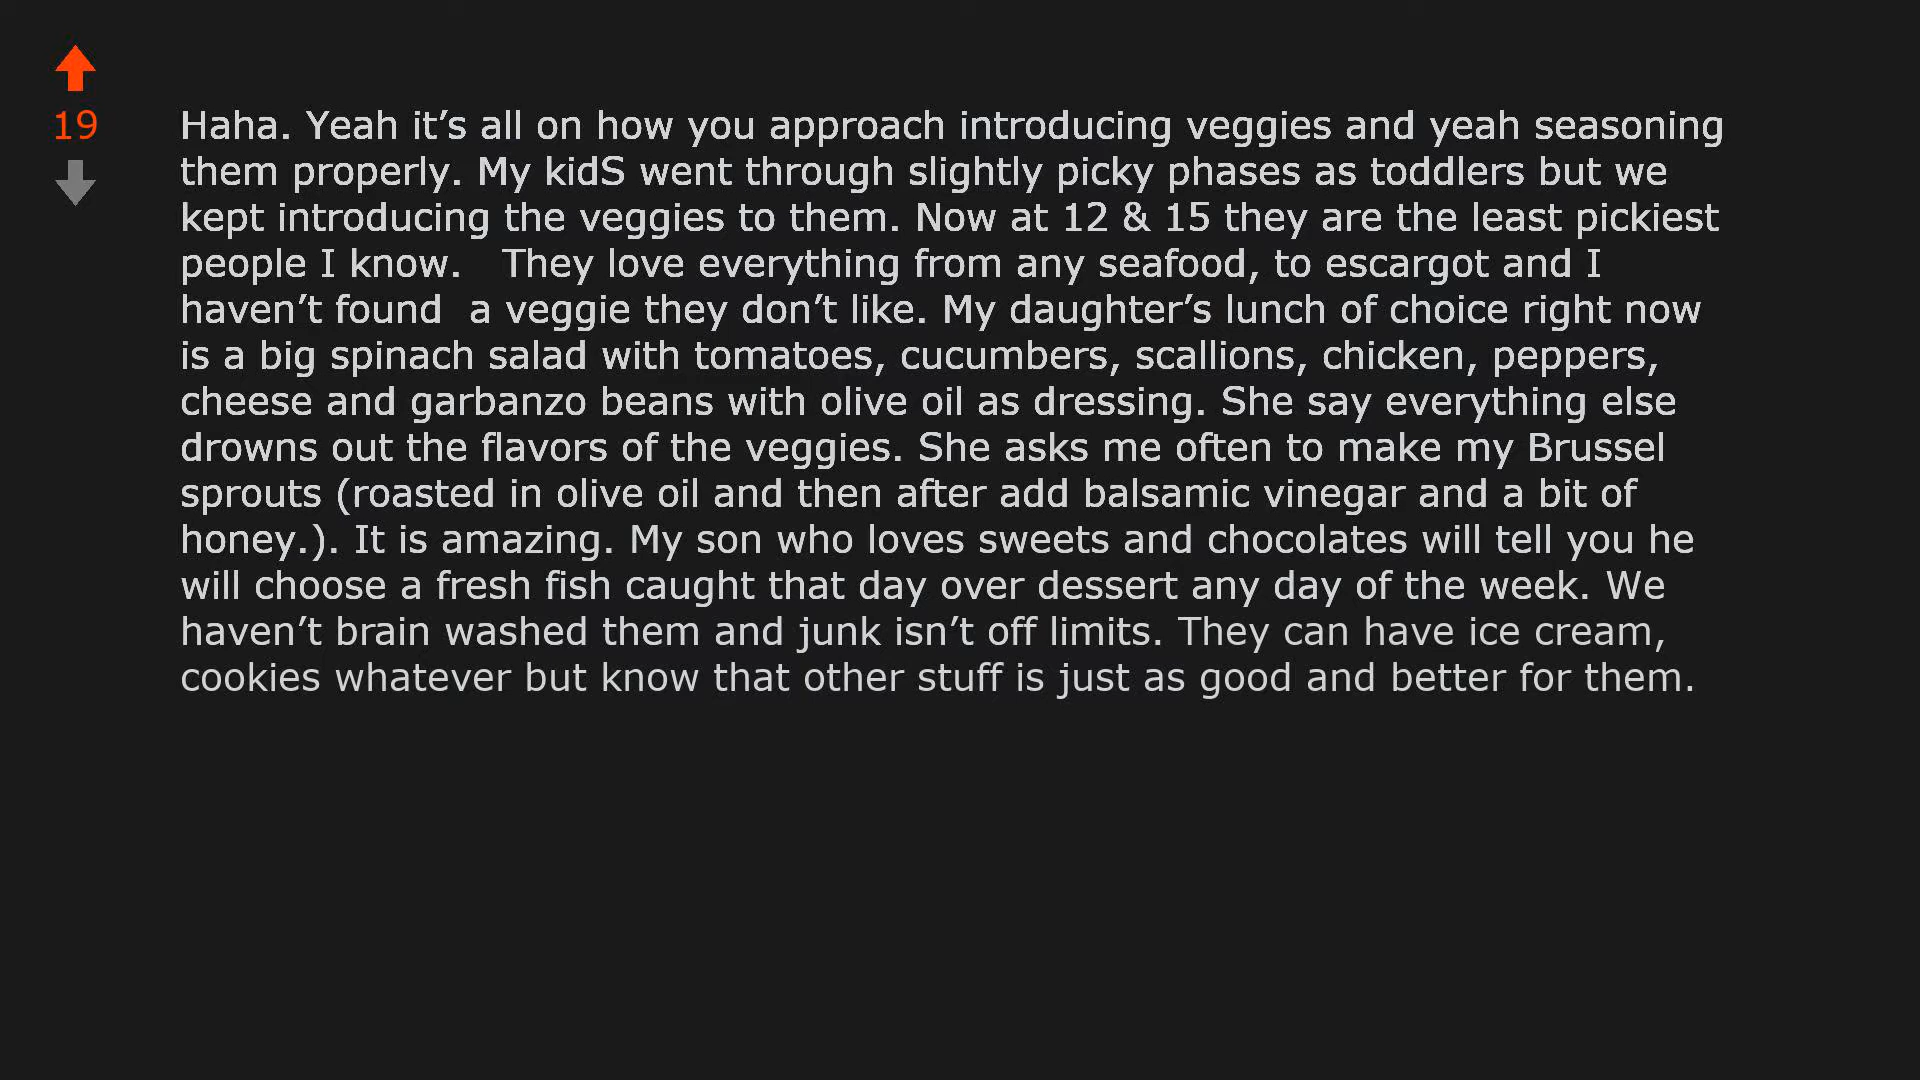 19
Haha. Yeah it’s all on how you approach introducing veggies and yeah seasoning
them properly. My kidS went through slightly picky phases as toddlers but we
kept introducing the veggies to them. Now at 12 & 15 they are the least pickiest
people I know.   They love everything from any seafood, to escargot and I
haven’t found  a veggie they don’t like. My daughter’s lunch of choice right now
is a big spinach salad with tomatoes, cucumbers, scallions, chicken, peppers,
cheese and garbanzo beans with olive oil as dressing. She say everything else
drowns out the flavors of the veggies. She asks me often to make my Brussel
sprouts (roasted in olive oil and then after add balsamic vinegar and a bit of
honey.). It is amazing. My son who loves sweets and chocolates will tell you he
will choose a fresh fish caught that day over dessert any day of the week. We
haven’t brain washed them and junk isn’t off limits. They can have ice cream,
cookies whatever but know that other stuff is just as good and better for them.